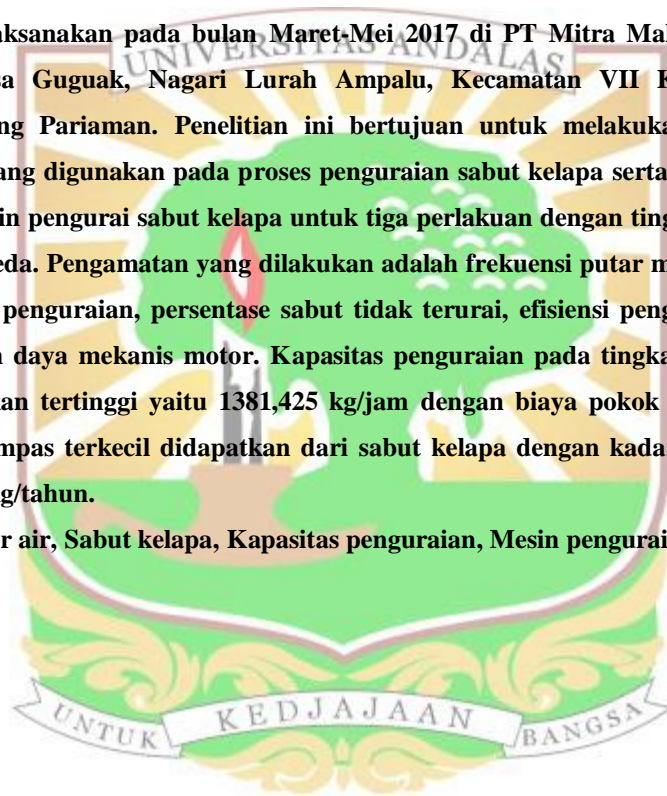 aksanakan pada bulan Maret-Mei 2017 di PT Mitra Mal
UNIVERSITAS ANDALAS
sa Guguak, Nagari Lurah Ampalu, Kecamatan VII K
ng Pariaman. Penelitian ini bertujuan untuk melakuka
ang digunakan pada proses penguraian sabut kelapa serta
in pengurai sabut kelapa untuk tiga perlakuan dengan ting
eda. Pengamatan yang dilakukan adalah frekuensi putar m
penguraian, persentase sabut tidak terurai, efisiensi peng
daya mekanis motor. Kapasitas penguraian pada tingka
kan tertinggi yaitu 1381,425 kg/jam dengan biaya pokok
mpas terkecil didapatkan dari sabut kelapa dengan kada
g/tahun.
r air, Sabut kelapa, Kapasitas penguraian, Mesin pengurai
UNTUK KEDJAJAAN BANGSA